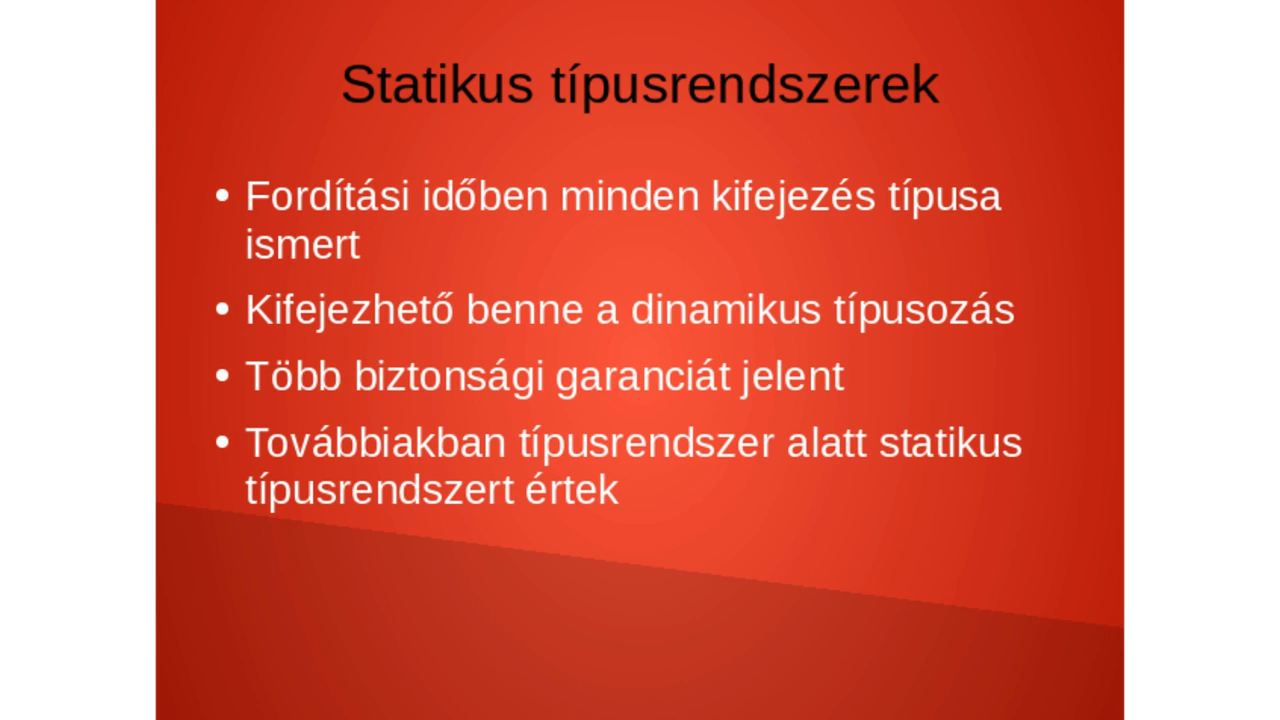 Statikus típusrendszerek
• Fordítási időben minden kifejezés típusa
ismert
• Kifejezhető benne a dinamikus típusozás
• Több biztonsági garanciát jelent
• Továbbiakban típusrendszer alatt statikus
típusrendszert értek